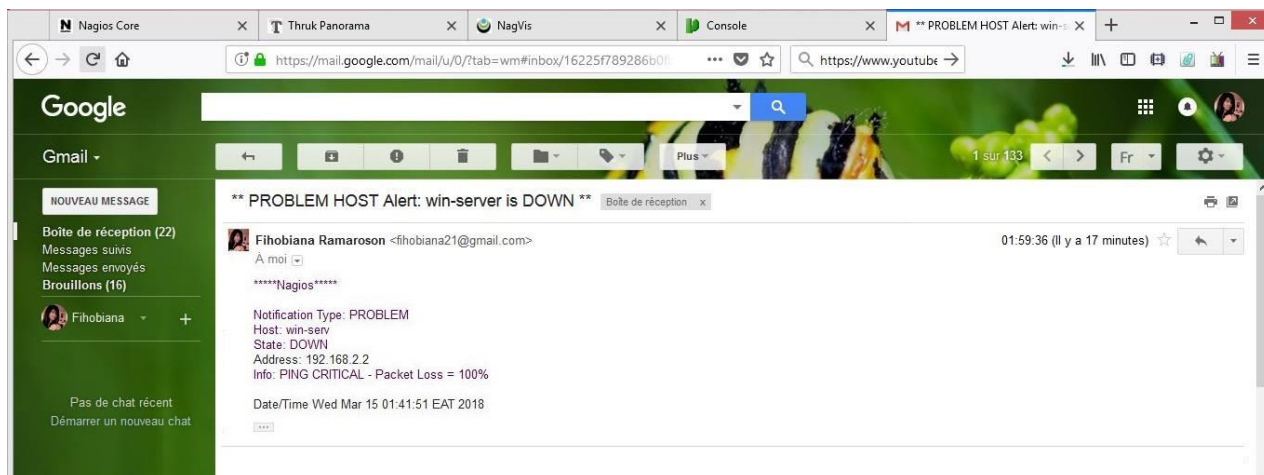 Nagios Core
Thruk Panorama
NagVis
Console
** PROBLEM HOST Alert: win-s
https://mail.google.com/mail/u/0/?tab=wm#inbox/16225f789286b0f
https://www.youtube
Google
Gmail
Plus
1 sur 133
Fr
NOUVEAU MESSAGE
** PROBLEM HOST Alert: win-server is DOWN **
Boîte de réception x
Boîte de réception (22)
Messages suivis
Messages envoyés
Brouillons (16)
Fihobiana
Pas de chat récent
Démarrer un nouveau chat
Fihobiana Ramaroson <fihobiana21@gmail.com>
01:59:36 (Il y a 17 minutes)
À moi
*****Nagios*****
Notification Type: PROBLEM
Host: win-serv
State: DOWN
Address: 192.168.2.2
Info: PING CRITICAL - Packet Loss = 100%
Date/Time Wed Mar 15 01:41:51 EAT 2018